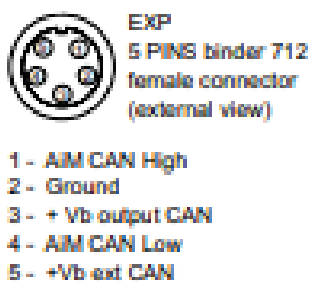 EXP
5 PINS binder 712
female connector
(external view)
1 - AIM CAN High
2 - Ground
3 - + Vb output CAN
4 - AIM CAN Low
5 - +Vb ext CAN